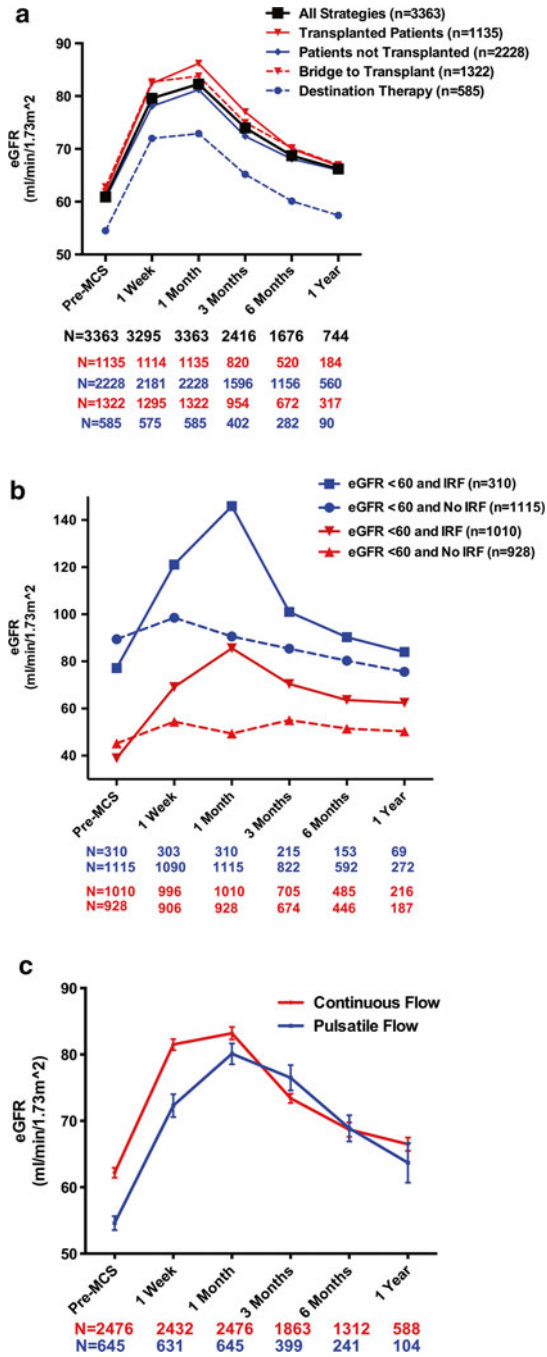 a
All Strategies (n=3363)
Transplanted Patients (n=1135)
Patients not Transplanted (n=2228)
Bridge to Transplant (n=1322)
Destination Therapy (n=585)
eGFR
(ml/min/1.73m^2)
90
80
70
60
50
Pre-MCS
1 Week
1 Month
3 Months
6 Months
1 Year
N=3363 3295 3363 2416 1676 744
N=1135 1114 1135 820 520 184
N=2228 2181 2228 1596 1156 560
N=1322 1295 1322 954 672 317
N=585 575 585 402 282 90
b
eGFR <60 and IRF (n=310)
eGFR <60 and No IRF (n=1115)
eGFR <60 and IRF (n=1010)
eGFR <60 and No IRF (n=928)
eGFR
(ml/min/1.73m^2
140
120
100
80
60
40
Pre-MCS
1 Week
1 Month
3 Months
6 Months
1 Year
N=310 303 310 215 153 69
N=1115 1090 1115 822 592 272
N=1010 996 1010 705 485 216
N=928 906 928 674 446 187
c
Continuous Flow
Pulsatile Flow
eGFR
(ml/min/1.73m^2)
90
80
70
60
50
Pre-MCS
1 Week
1 Month
3 Months
6 Months
1 Year
N=2476 2432 2476 1863 1312 588
N=645 631 645 399 241 104